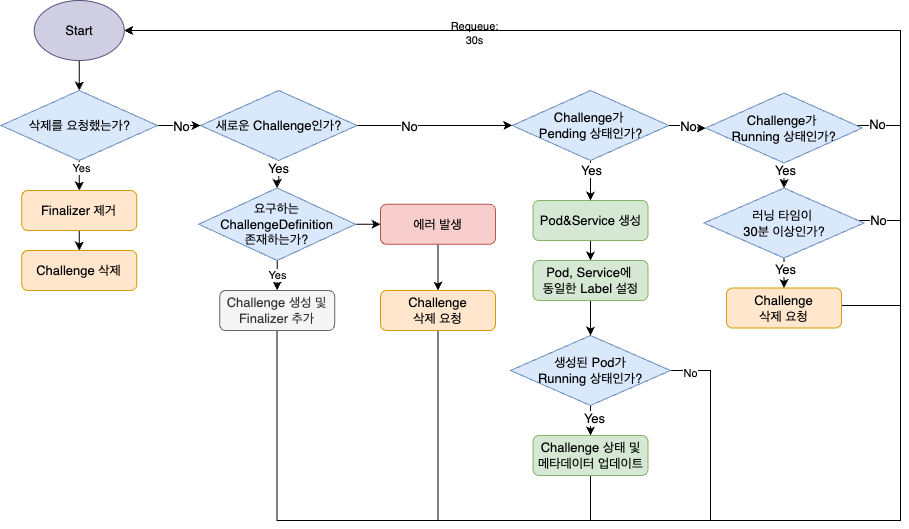 Start
Requeue:
30s
삭제를 요청했는가?
No
새로운 Challenge인가?
No
Challenge가
Pending 상태인가?
No
Challenge가
Running 상태인가?
No
Yes
Yes
Yes
Yes
Finalizer 제거
Challenge 삭제
요구하는
ChallengeDefinition
존재하는가?
에러 발생
Yes
Challenge 생성 및
Finalizer 추가
Challenge
삭제 요청
Pod&Service 생성
Pod, Service에
동일한 Label 설정
생성된 Pod가
Running 상태인가?
No
Yes
Challenge 상태 및
메타데이터 업데이트
러닝 타임이
30분 이상인가?
No
Yes
Challenge
삭제 요청